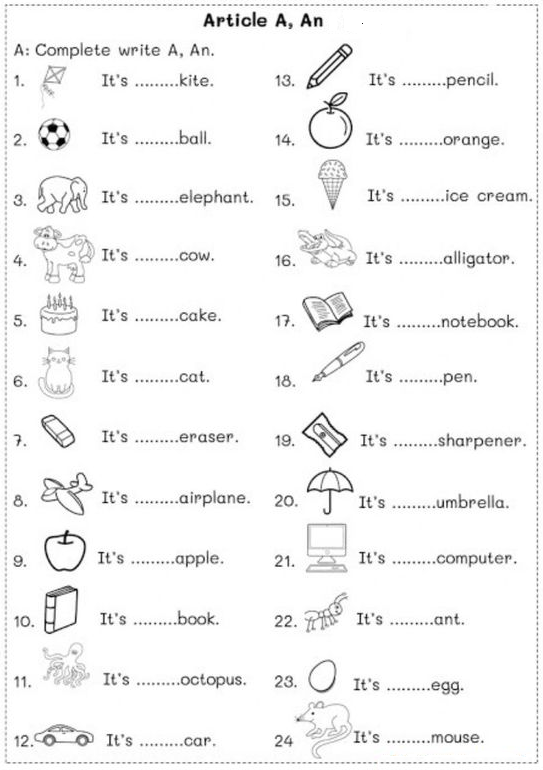 Article A, An
A: Complete write A, An.
1. It's .........kite.
2. It's .........ball.
3. It's .........elephant.
4. It's .........cow.
5. It's .........cake.
6. It's .........cat.
7. It's .........eraser.
8. It's .........airplane.
9. It's .........apple.
10. It's .........book.
11. It's .........octopus.
12. It's .........car.
13. It's .........pencil.
14. It's .........orange.
15. It's .........ice cream.
16. It's .........alligator.
17. It's .........notebook.
18. It's .........pen.
19. It's .........sharpener.
20. It's .........umbrella.
21. It's .........computer.
22. It's .........ant.
23. It's .........egg.
24 It's .........mouse.